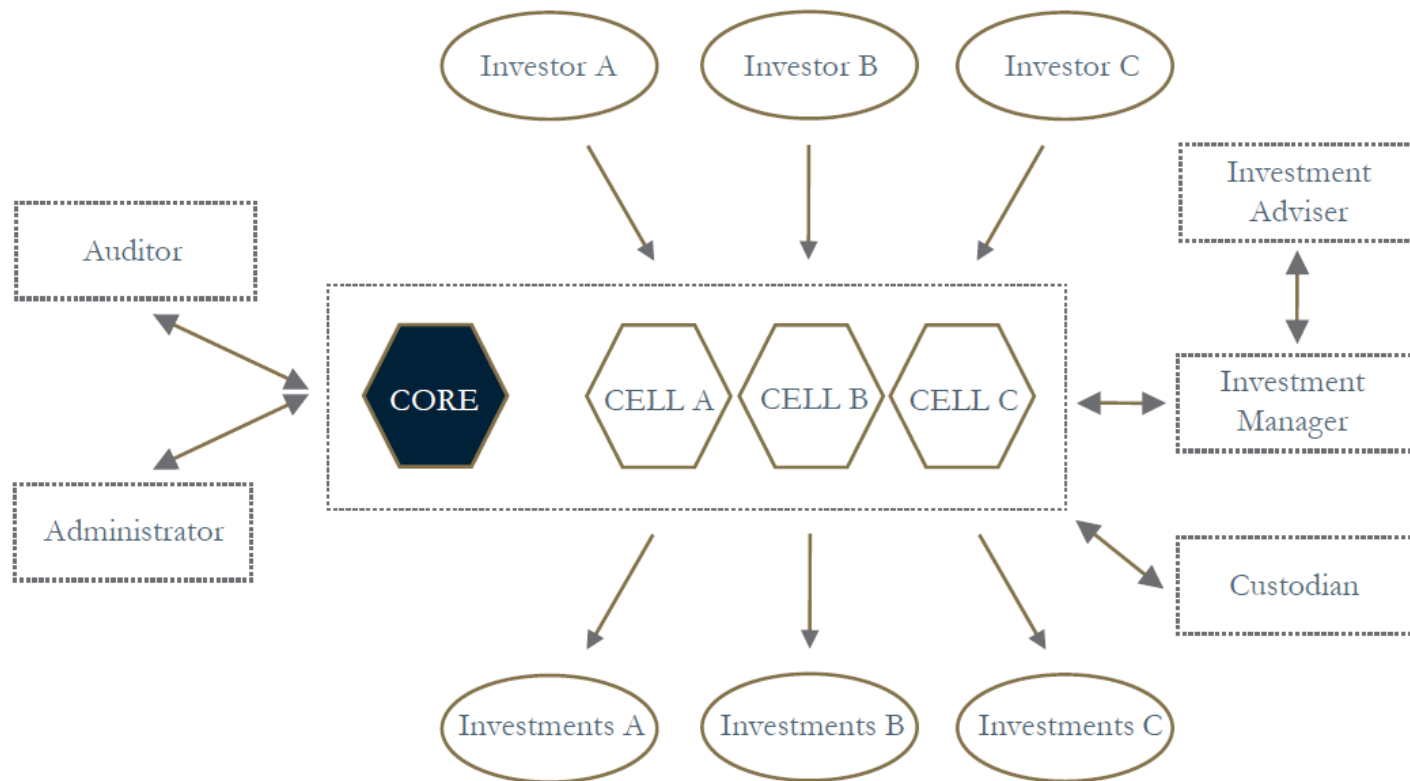 Investor A
Investor B
Investor C
Investment
Adviser
Auditor
CORE
CELL A
CELL B
CELL C
Investment
Manager
Administrator
Custodian
Investments A
Investments B
Investments C